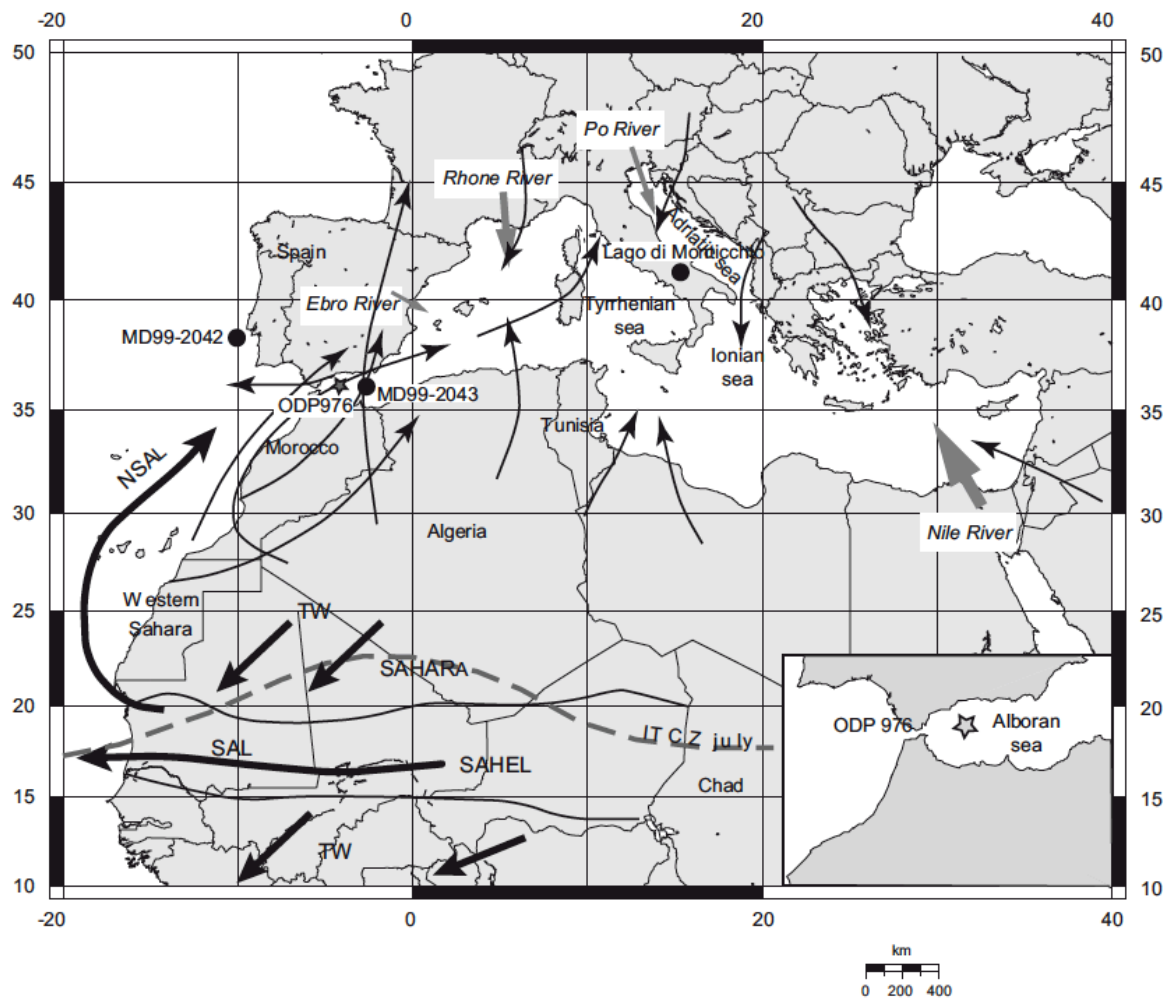 -20 0 20 40
50 50
Po River
Rhone River
45 45
Adriatic sea
Spain
Lago di Monticchio
Ebro River
40 40
Tyrrhenian
sea
MD99-2042
Ionian
sea
MD99-2043
ODP976
35 35
Tunisia
Morocco
NSAL
Nile River
30 30
Algeria
Western
Sahara
25 25
TW
SAHARA
20 20
ODP 976
Alboran
sea
ITCZ july
SAL
SAHEL
Chad
15 15
TW
10 10
-20 0 20 40
km
0 200 400